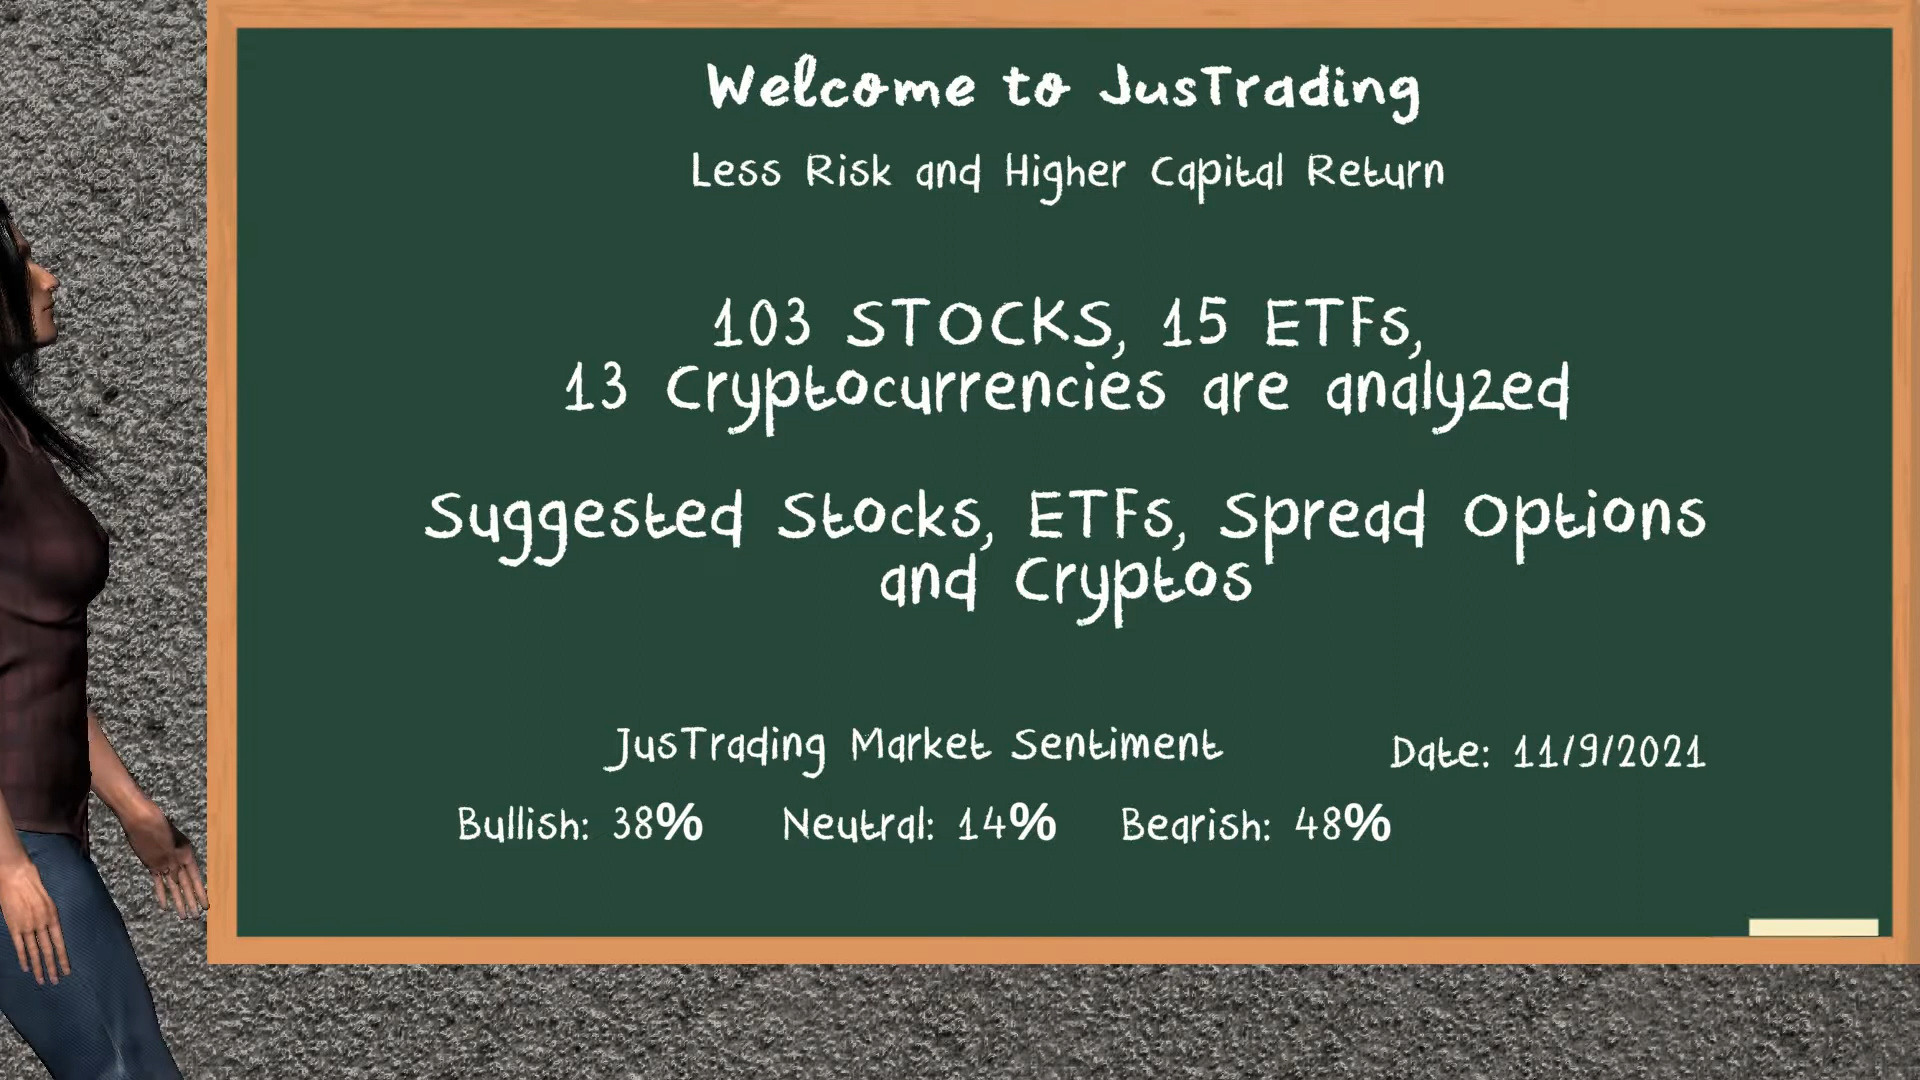 Welcome to JusTrading
Less Risk and Higher Capital Return
103 STOCKS, 15 ETFs,
13 Cryptocurrencies are analyzed
Suggested Stocks, ETFs, Spread Options
and Cryptos
JusTrading Market Sentiment
Date: 11/9/2021
Bullish: 38% Neutral: 14% Bearish: 48%